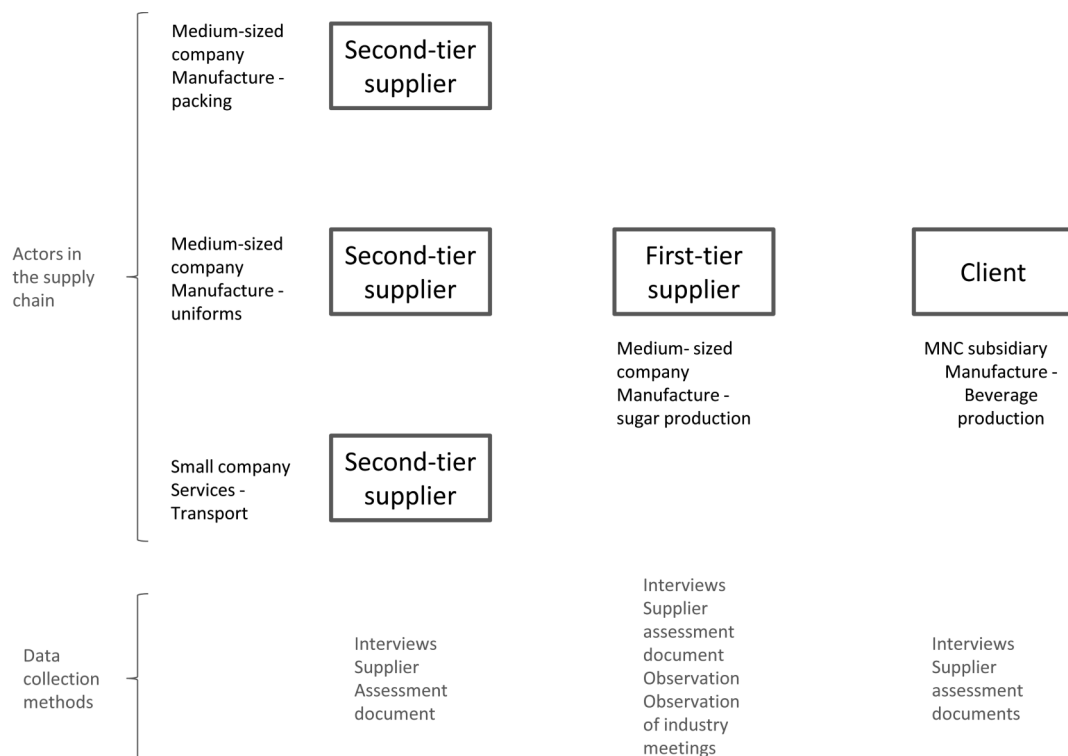 Medium-sized
company
Manufacture -
packing
Second-tier
supplier
Actors in
the supply
chain
Medium-sized
company
Manufacture -
uniforms
Second-tier
supplier
First-tier
supplier
Client
Medium- sized
company
Manufacture -
sugar production
MNC subsidiary
Manufacture -
Beverage
production
Small company
Services -
Transport
Second-tier
supplier
Data
collection
methods
Interviews
Supplier
Assessment
document
Interviews
Supplier
assessment
document
Observation
Observation
of industry
meetings
Interviews
Supplier
assessment
documents